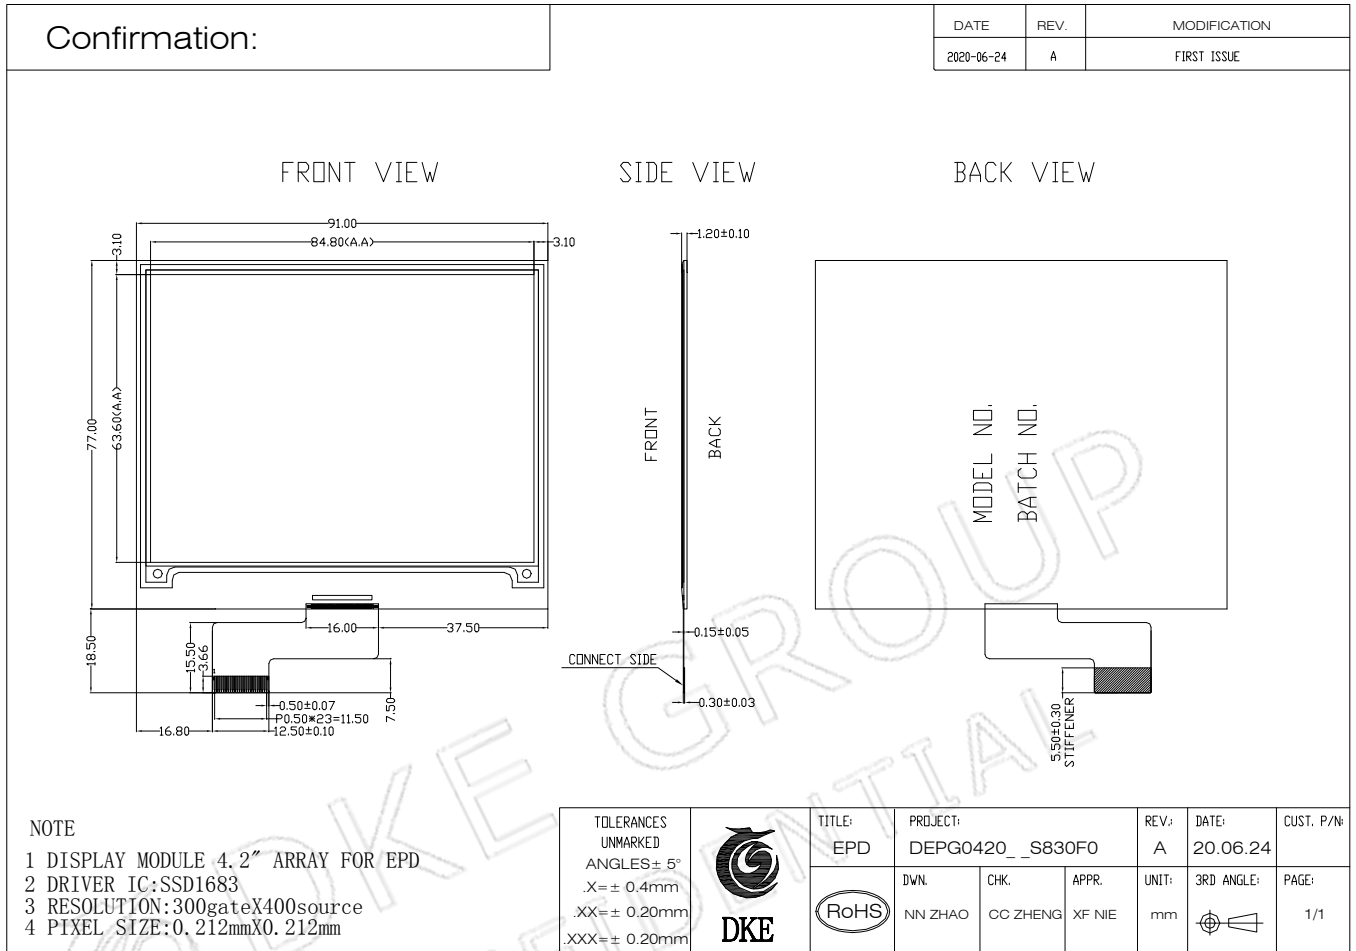 Confirmation:
DATE REV. MODIFICATION
2020-06-24 A FIRST ISSUE
FRONT VIEW SIDE VIEW BACK VIEW
91.00
84.80(A.A)
3.10
3.10
77.00
63.60(A.A)
1.20±0.10
FRONT
BACK
MODEL NO.
BATCH NO.
16.00
37.50
18.50
15.50
3.66
0.50±0.07
P0.50*23=11.50
12.50±0.10
16.80
7.50
0.15±0.05
CONNECT SIDE
0.30±0.03
5.50±0.30
STIFFENER
DKE GROUP
CONFIDENTIAL
NOTE
1 DISPLAY MODULE 4.2″ ARRAY FOR EPD
2 DRIVER IC:SSD1683
3 RESOLUTION:300gateX400source
4 PIXEL SIZE:0.212mmX0.212mm
TOLERANCES
UNMARKED
ANGLES± 5°
.X=± 0.4mm
.XX=± 0.20mm
.XXX=± 0.20mm
DKE
TITLE: PROJECT: REV.: DATE: CUST. P/N:
EPD DEPG0420_ _S830F0 A 20.06.24
DWN. CHK. APPR. UNIT: 3RD ANGLE: PAGE:
RoHS NN ZHAO CC ZHENG XF NIE mm 1/1